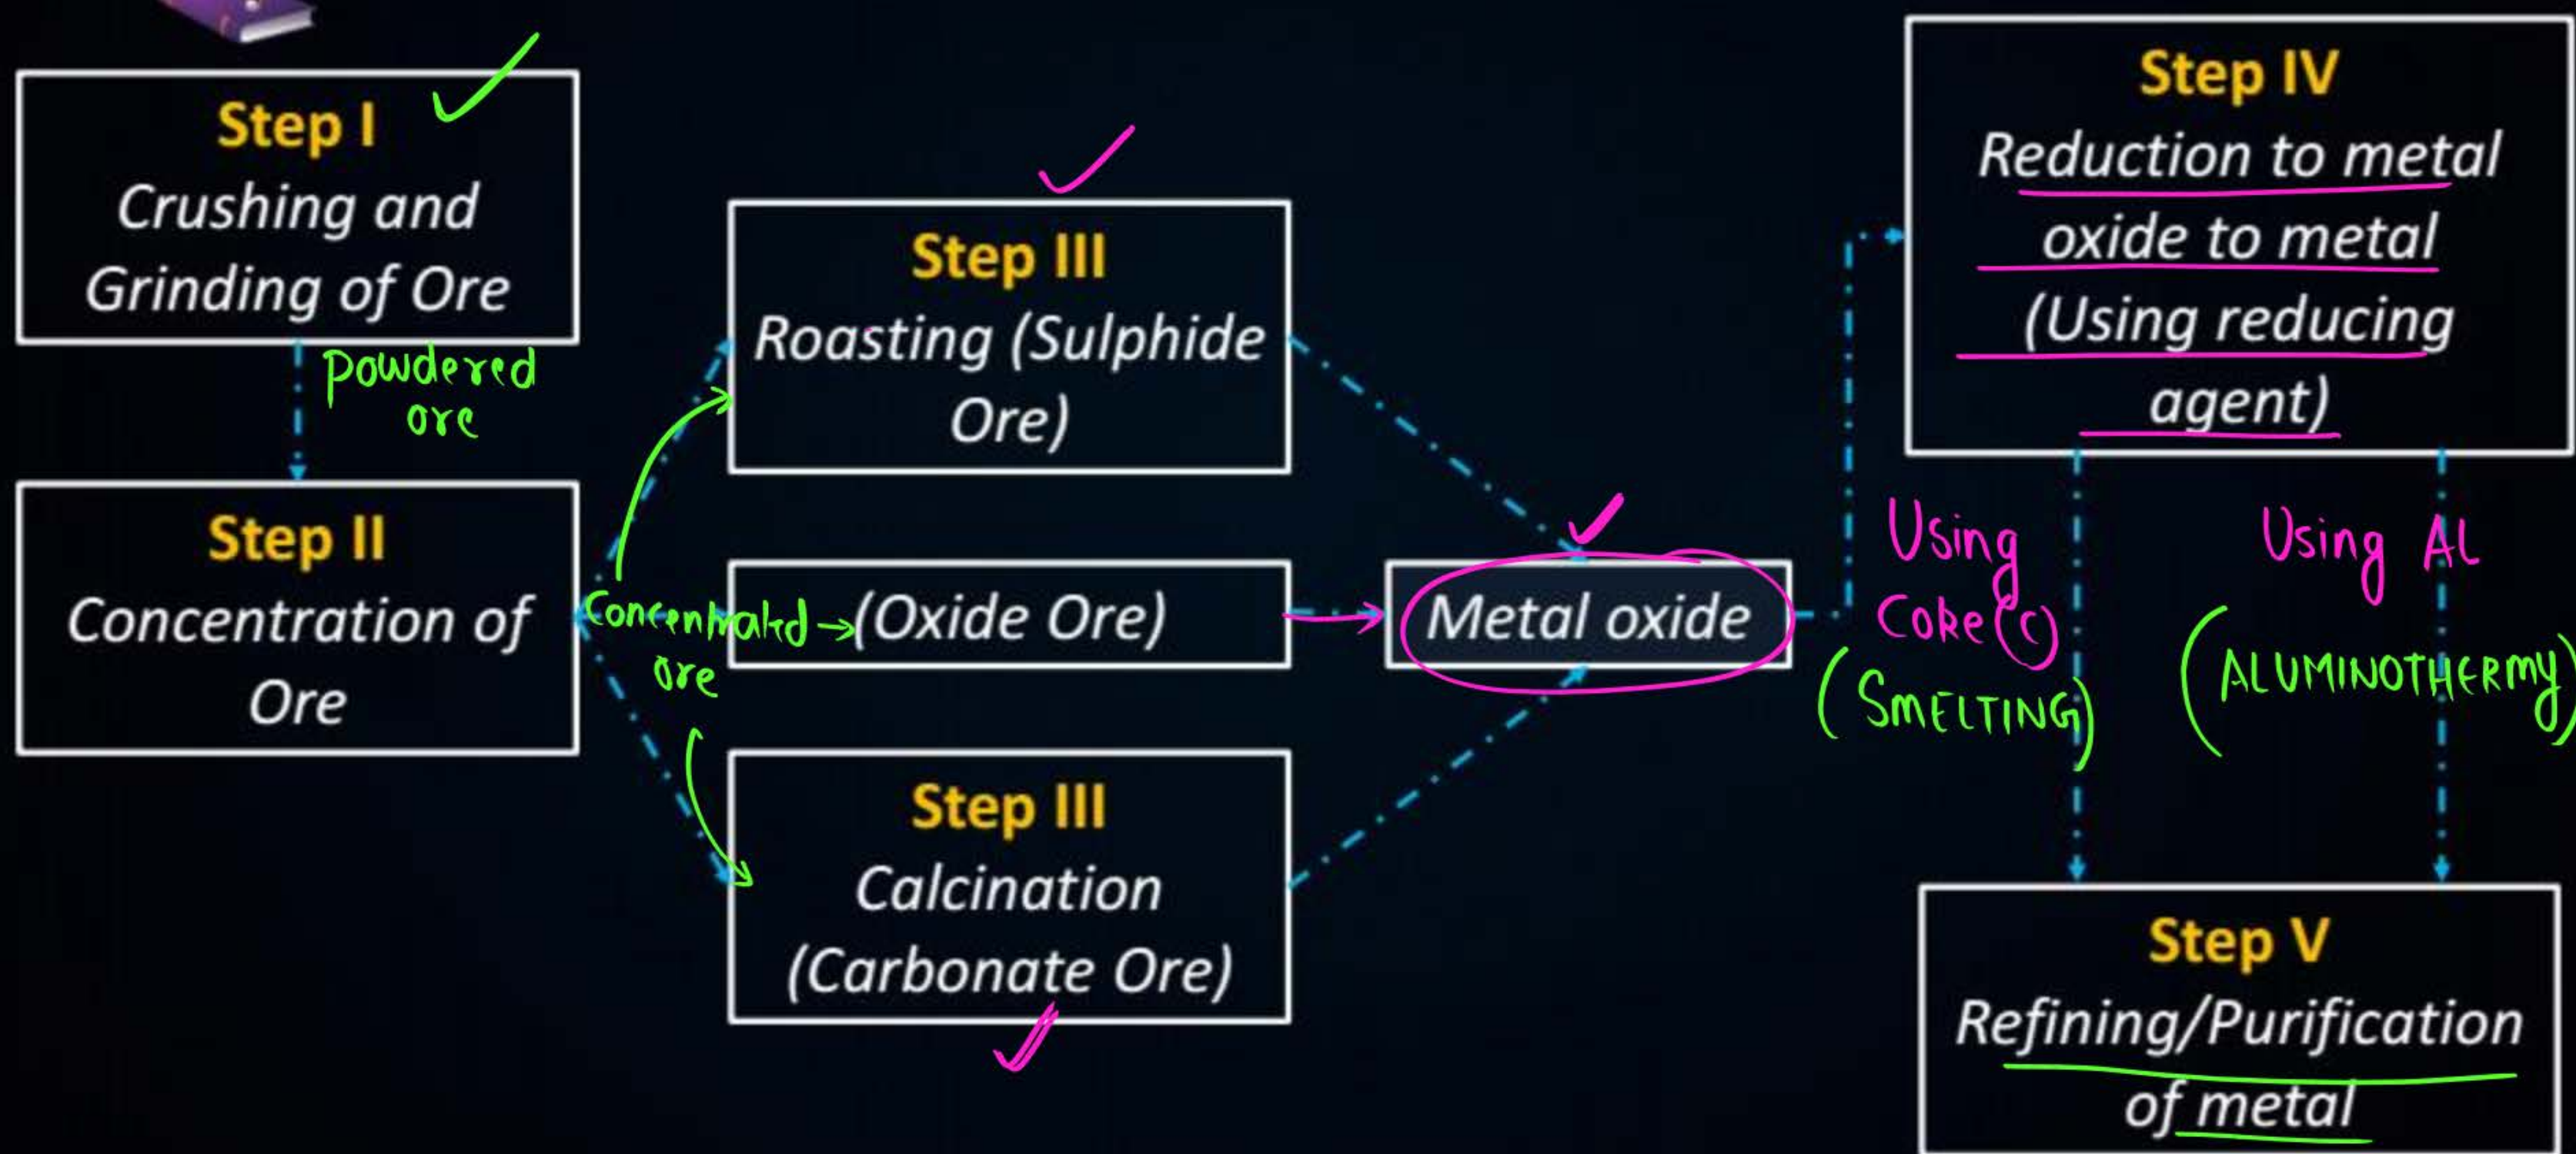 Step I
Crushing and
Grinding of Ore
powdered
ore
Step II
Concentration of
Ore
Concentrated →
ore
Step III
Roasting (Sulphide
Ore)
(Oxide Ore)
Step III
Calcination
(Carbonate Ore)
Metal oxide
Step IV
Reduction to metal
oxide to metal
(Using reducing
agent)
Using
Coke (C)
(SMELTING)
Using Al
(ALUMINOTHERMY)
Step V
Refining/Purification
of metal